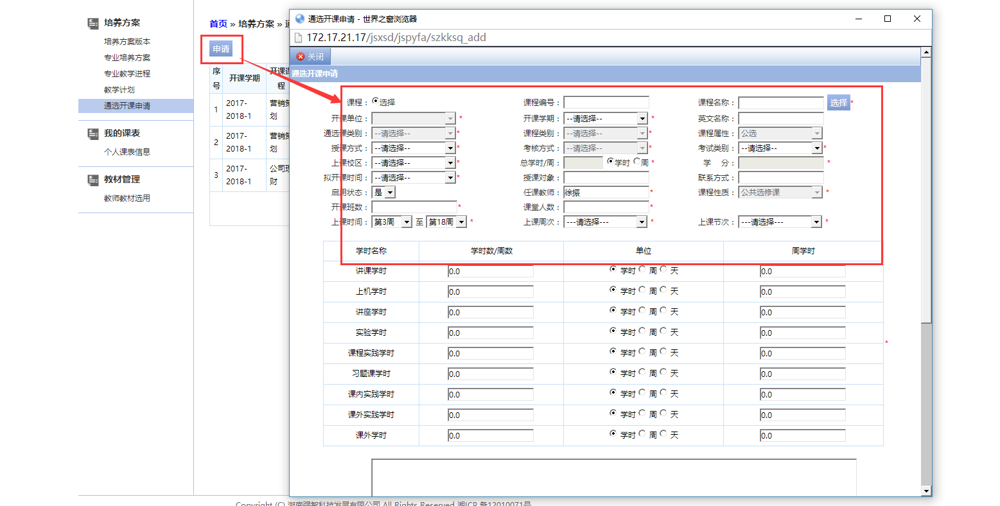 培养方案
培养方案版本
专业培养方案
专业教学进程
教学计划
通选开课申请
我的课表
个人课表信息
教材管理
教师教材选用
首页 » 培养方案 »
申请
序号 开课学期 开课课程
1 2017-2018-1 营销策划
2 2017-2018-1 营销策划
3 2017-2018-1 公司理财
通选开课申请 - 世界之窗浏览器
172.17.21.17/jsxsd/jspyfa/szkksq_add
关闭
通选开课申请
课程： 选择 课程编号： 课程名称： 选择 *
开课单位： * 开课学期： --请选择-- * 英文名称：
通选课类别： --请选择-- * 课程类别： --请选择-- * 课程属性： 公选
授课方式： --请选择-- * 考核方式： --请选择-- * 考试类别： --请选择-- *
上课校区： --请选择-- * 总学时/周： 学时 周 * 学 分： *
拟开课时间： --请选择-- * 授课对象： 联系方式：
启用状态： 是 任课教师： 徐振 * 课程性质： 公共选修课 *
开课班数： * 课堂人数： *
上课时间： 第3周 至 第18周 * 上课周次： ---请选择--- * 上课节次： ---请选择--- *
学时名称 学时数/周数 单位 周学时
讲课学时 0.0 学时 周 天 0.0
上机学时 0.0 学时 周 天 0.0
讲座学时 0.0 学时 周 天 0.0
实验学时 0.0 学时 周 天 0.0
*
课程实践学时 0.0 学时 周 天 0.0
习题课学时 0.0 学时 周 天 0.0
课内实践学时 0.0 学时 周 天 0.0
课外实践学时 0.0 学时 周 天 0.0
课外学时 0.0 学时 周 天 0.0
Copyright (C) 湖南强智科技发展有限公司 All Rights Reserved 湘ICP 备12010071号